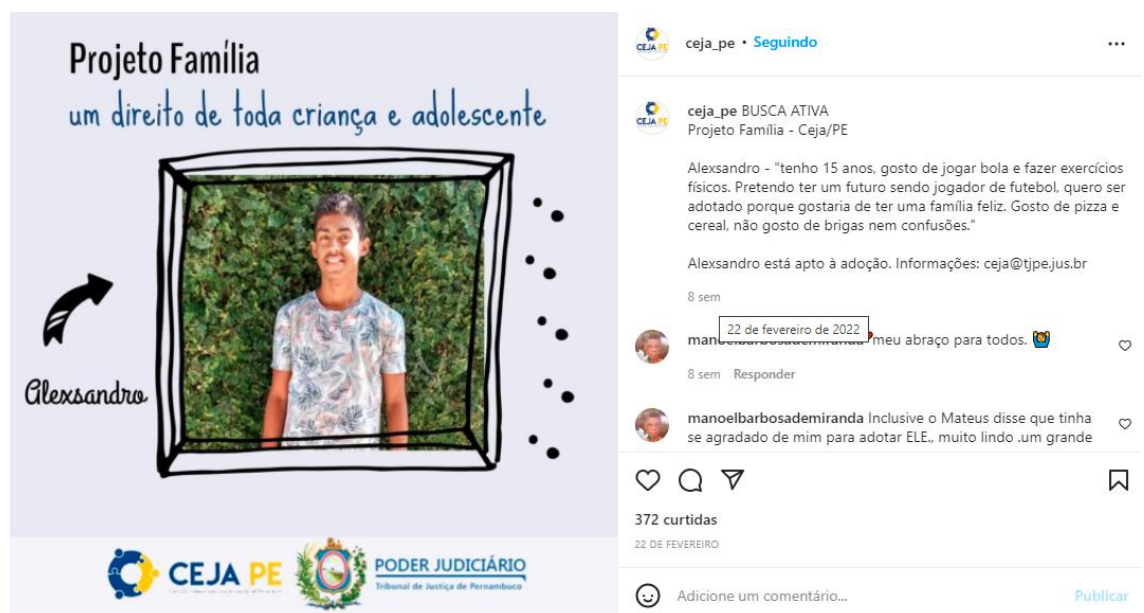 Projeto Família
um direito de toda criança e adolescente
Alexsandro
CEJA PE
PODER JUDICIÁRIO
Tribunal de Justiça de Pernambuco
CEJA PE
ceja_pe • Seguindo
CEJA PE
ceja_pe BUSCA ATIVA
Projeto Família - Ceja/PE
Alexsandro - "tenho 15 anos, gosto de jogar bola e fazer exercícios
físicos. Pretendo ter um futuro sendo jogador de futebol, quero ser
adotado porque gostaria de ter uma família feliz. Gosto de pizza e
cereal, não gosto de brigas nem confusões."
Alexsandro está apto à adoção. Informações: ceja@tjpe.jus.br
8 sem
22 de fevereiro de 2022
manoelbarbosademiranda meu abraço para todos. 🙆‍♂️
8 sem Responder
manoelbarbosademiranda Inclusive o Mateus disse que tinha
se agradado de mim para adotar ELE., muito lindo .um grande
372 curtidas
22 DE FEVEREIRO
Adicione um comentário...
Publicar